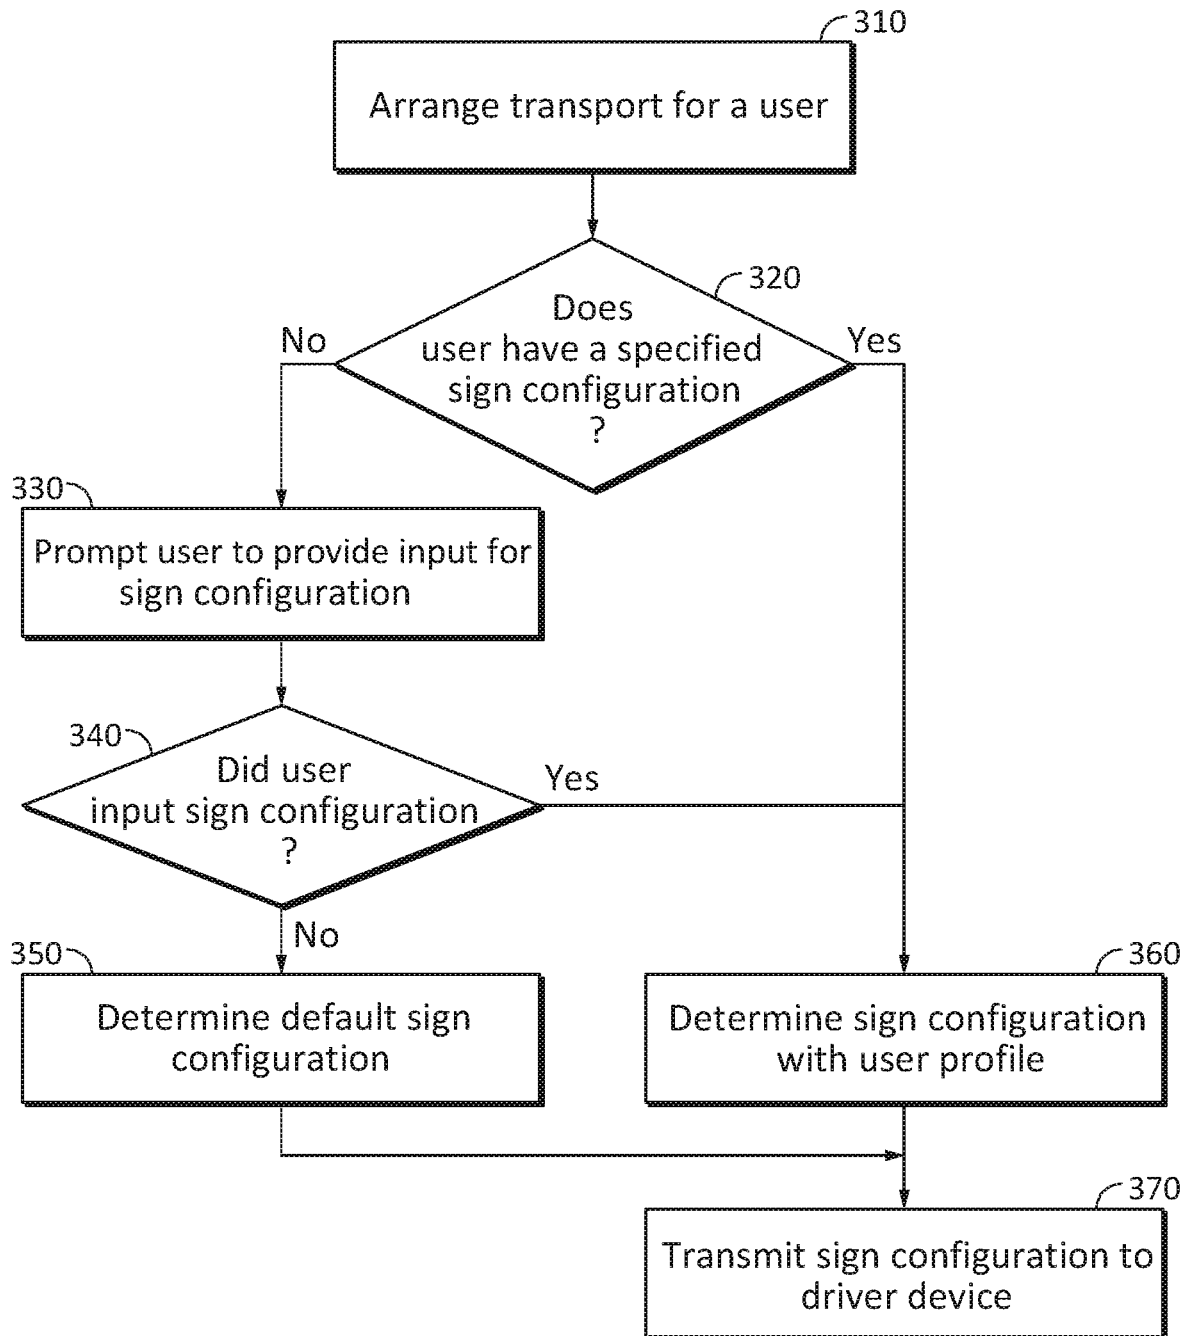 310
Arrange transport for a user
320
Does
user have a specified
sign configuration
?
No
Yes
330
Prompt user to provide input for
sign configuration
340
Did user
input sign configuration
?
Yes
No
350
Determine default sign
configuration
360
Determine sign configuration
with user profile
370
Transmit sign configuration to
driver device